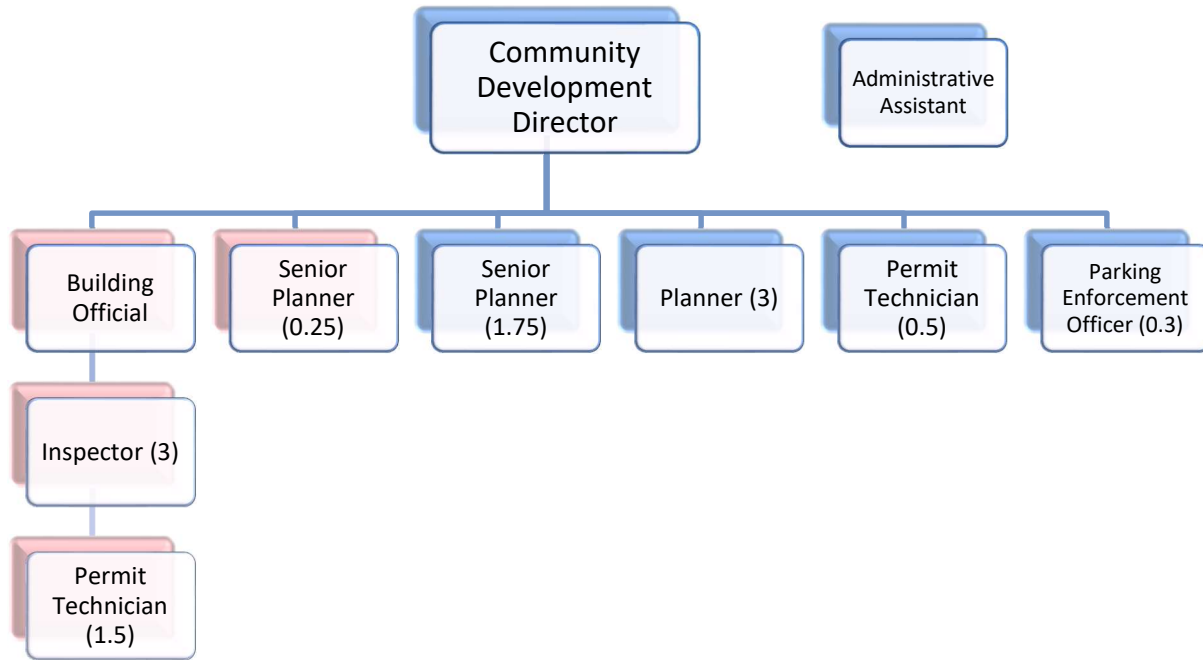 Community
Development
Director
Administrative
Assistant
Building
Official
Senior
Planner
(0.25)
Senior
Planner
(1.75)
Planner (3)
Permit
Technician
(0.5)
Parking
Enforcement
Officer (0.3)
Inspector (3)
Permit
Technician
(1.5)